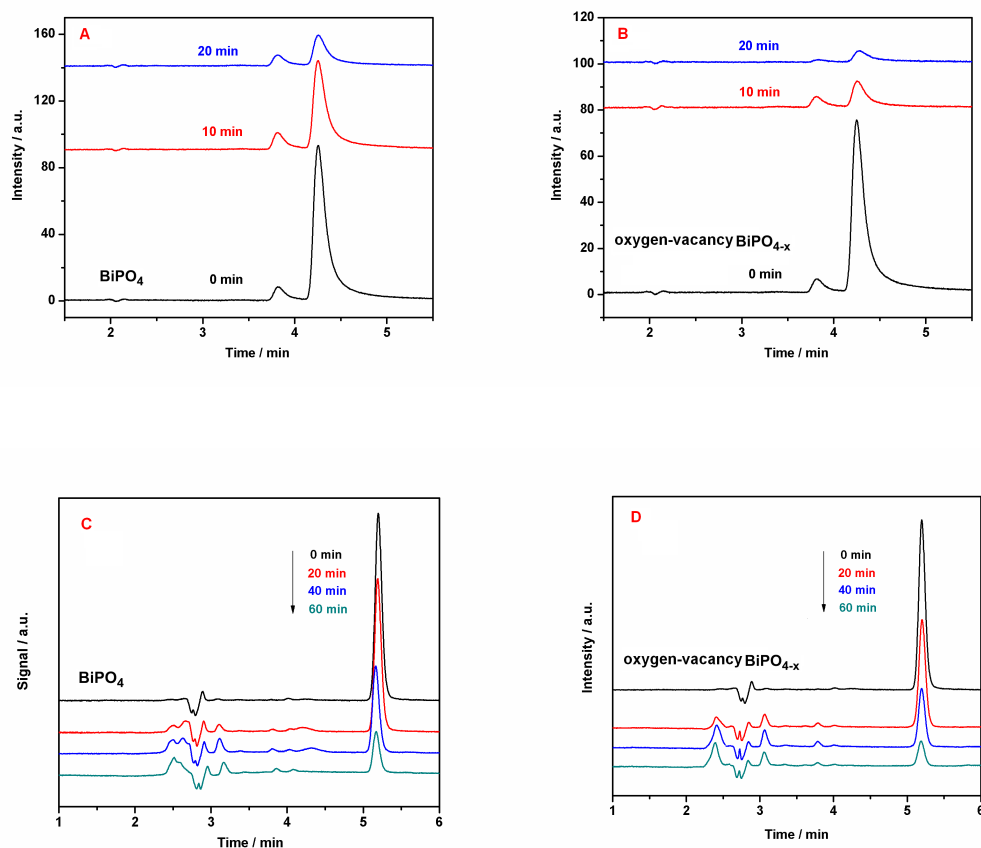 A
160
120
80
40
0
Intensity / a.u.
20 min
10 min
0 min
BiPO4
2 3 4 5
Time / min
B
120
100
80
60
40
20
0
Intensity / a.u.
20 min
10 min
oxygen-vacancy BiPO4-x
0 min
2 3 4 5
Time / min
C
Signal / a.u.
0 min
20 min
40 min
60 min
BiPO4
1 2 3 4 5 6
Time / min
D
Intensity / a.u.
0 min
20 min
40 min
60 min
oxygen-vacancy BiPO4-x
1 2 3 4 5 6
Time / min